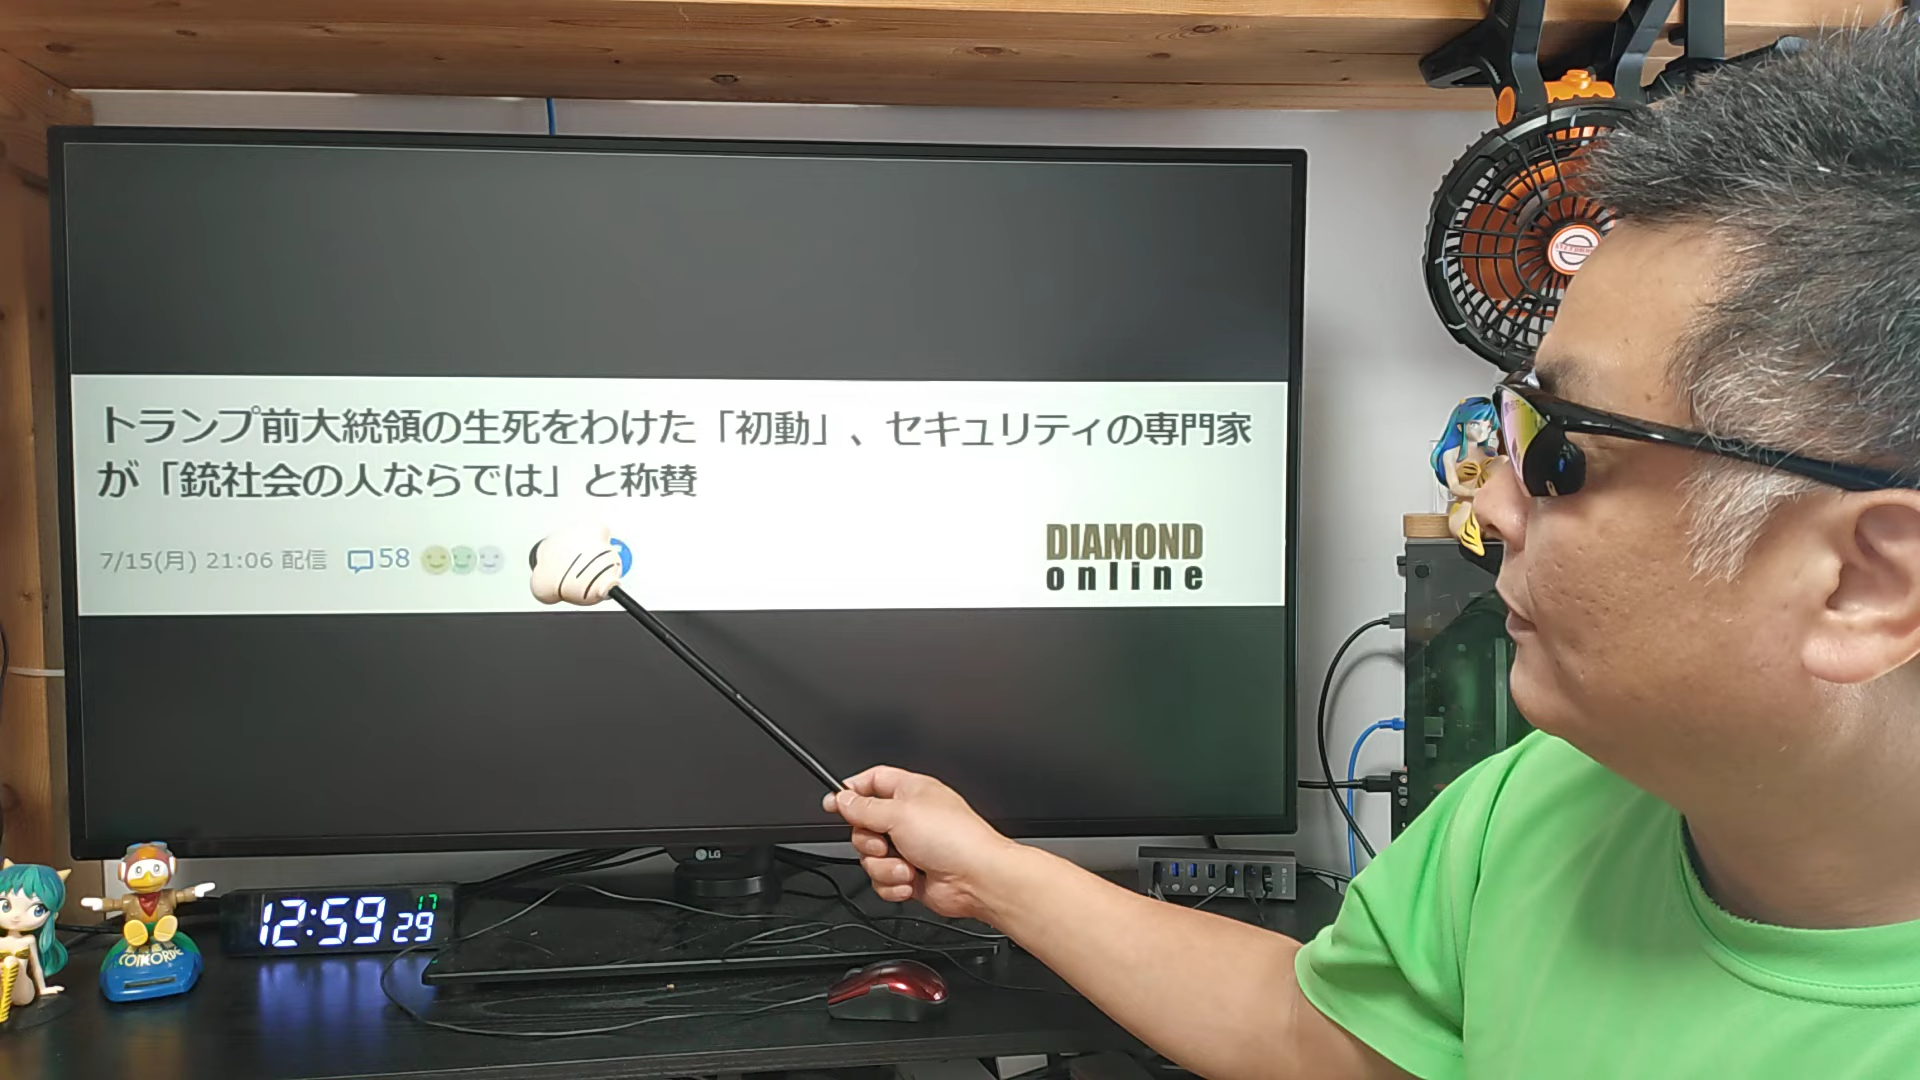 トランプ前大統領の生死をわけた「初動」、セキュリティの専門家
が「銃社会の人ならでは」と称賛
7/15(月) 21:06 配信 58
DIAMOND
online
LG
CONCORDE
17
12:59 29